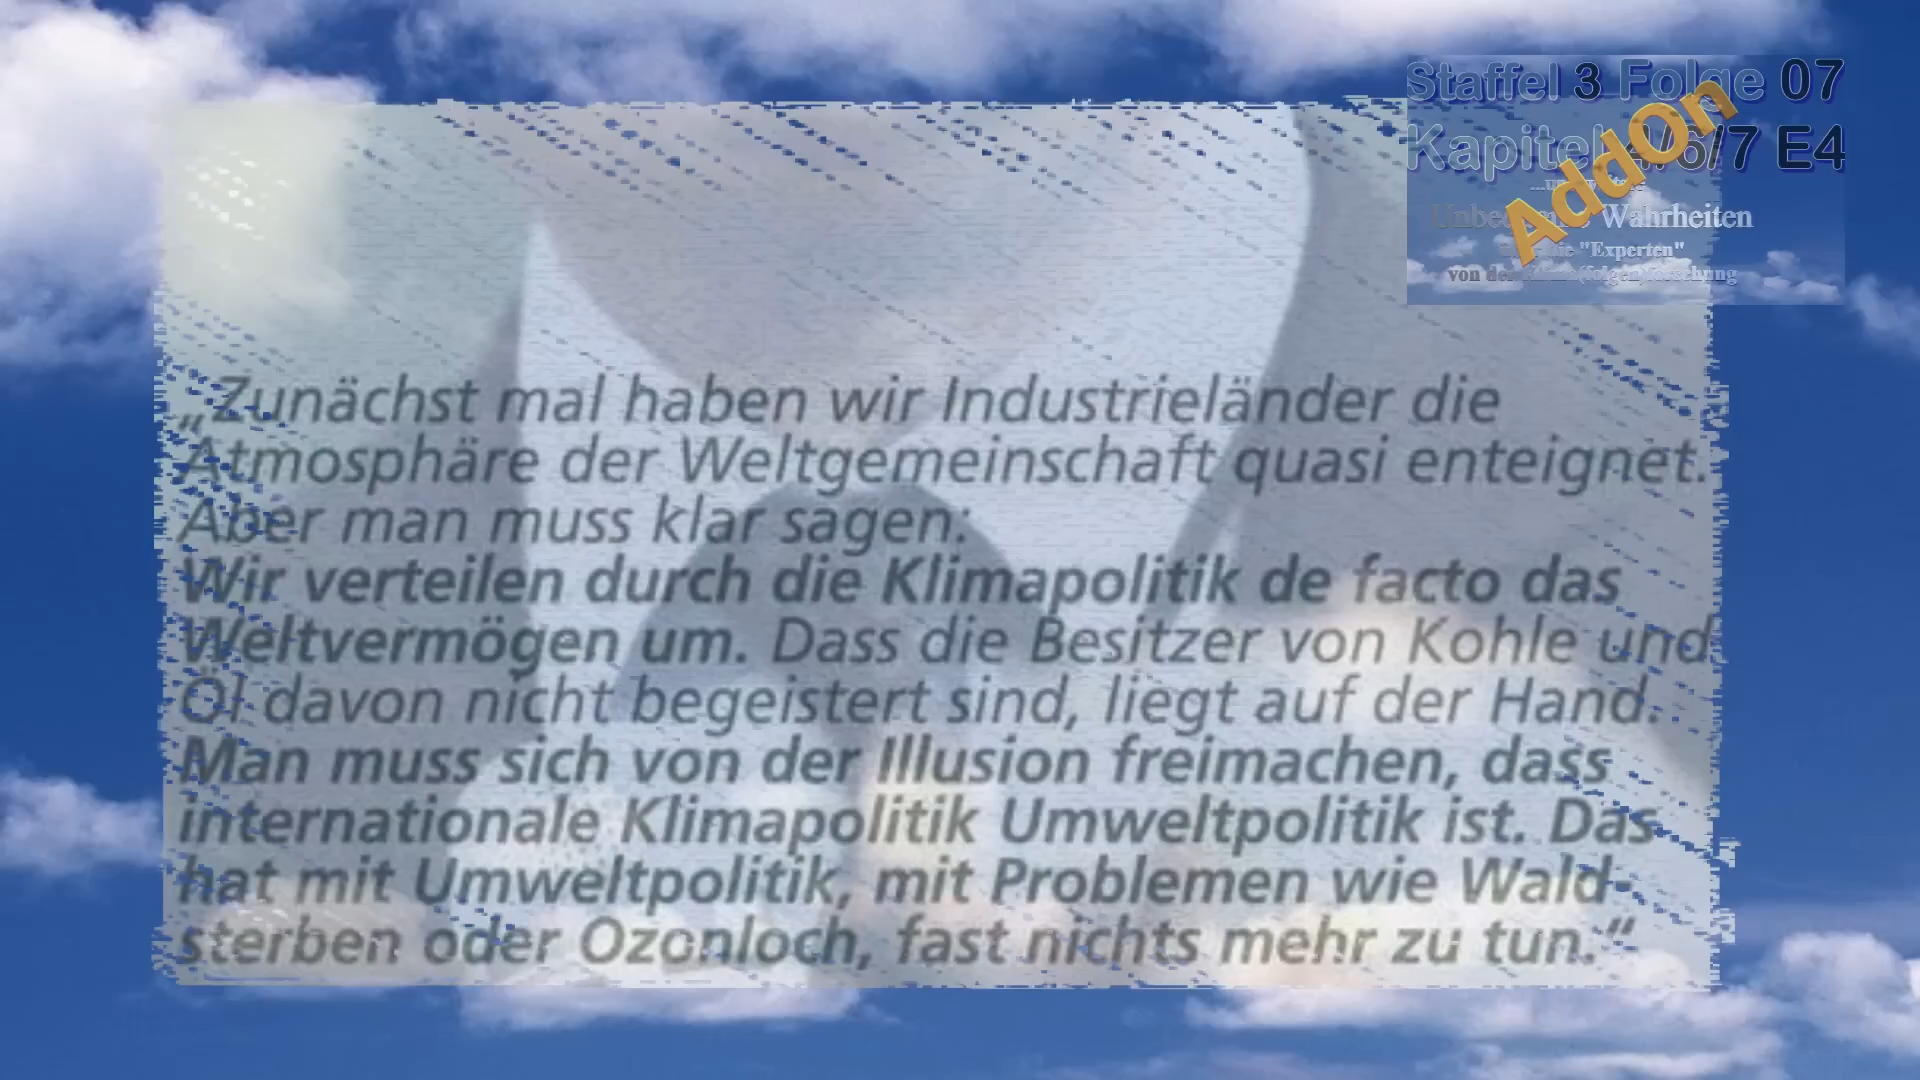 Staffel 3 Folge 07
Kapitel 4/6/7 E4
AddOn
Wahrheiten
"Experten"
von der
„Zunächst mal haben wir Industrieländer die
Atmosphäre der Weltgemeinschaft quasi enteignet.
Aber man muss klar sagen:
Wir verteilen durch die Klimapolitik de facto das
Weltvermögen um. Dass die Besitzer von Kohle und
Öl davon nicht begeistert sind, liegt auf der Hand.
Man muss sich von der Illusion freimachen, dass
internationale Klimapolitik Umweltpolitik ist. Das
hat mit Umweltpolitik, mit Problemen wie Wald-
sterben oder Ozonloch, fast nichts mehr zu tun.“